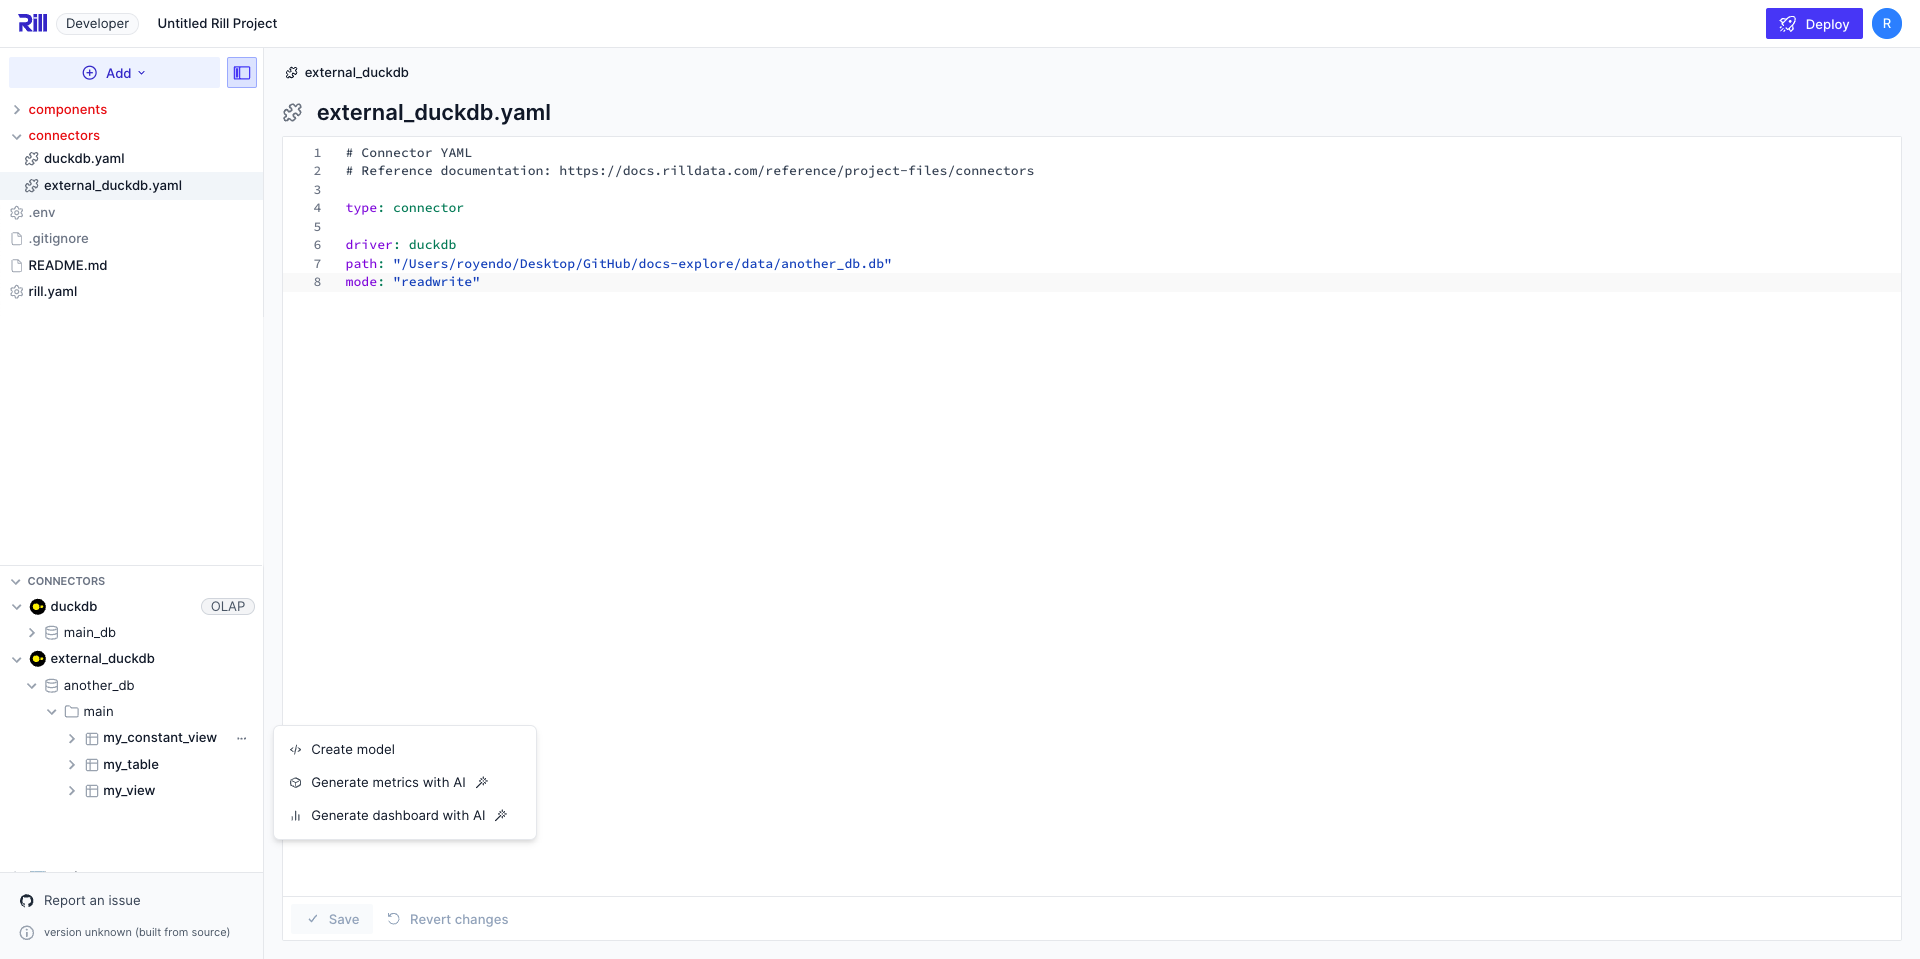 Rill Developer Untitled Rill Project Deploy R
Add
components
connectors
duckdb.yaml
external_duckdb.yaml
.env
.gitignore
README.md
rill.yaml
CONNECTORS
duckdb OLAP
main_db
external_duckdb
another_db
main
my_constant_view
my_table
my_view
Report an issue
version unknown (built from source)
external_duckdb
external_duckdb.yaml
1 # Connector YAML
2 # Reference documentation: https://docs.rilldata.com/reference/project-files/connectors
3
4 type: connector
5
6 driver: duckdb
7 path: "/Users/royendo/Desktop/GitHub/docs-explore/data/another_db.db"
8 mode: "readwrite"
Create model
Generate metrics with AI
Generate dashboard with AI
Save Revert changes